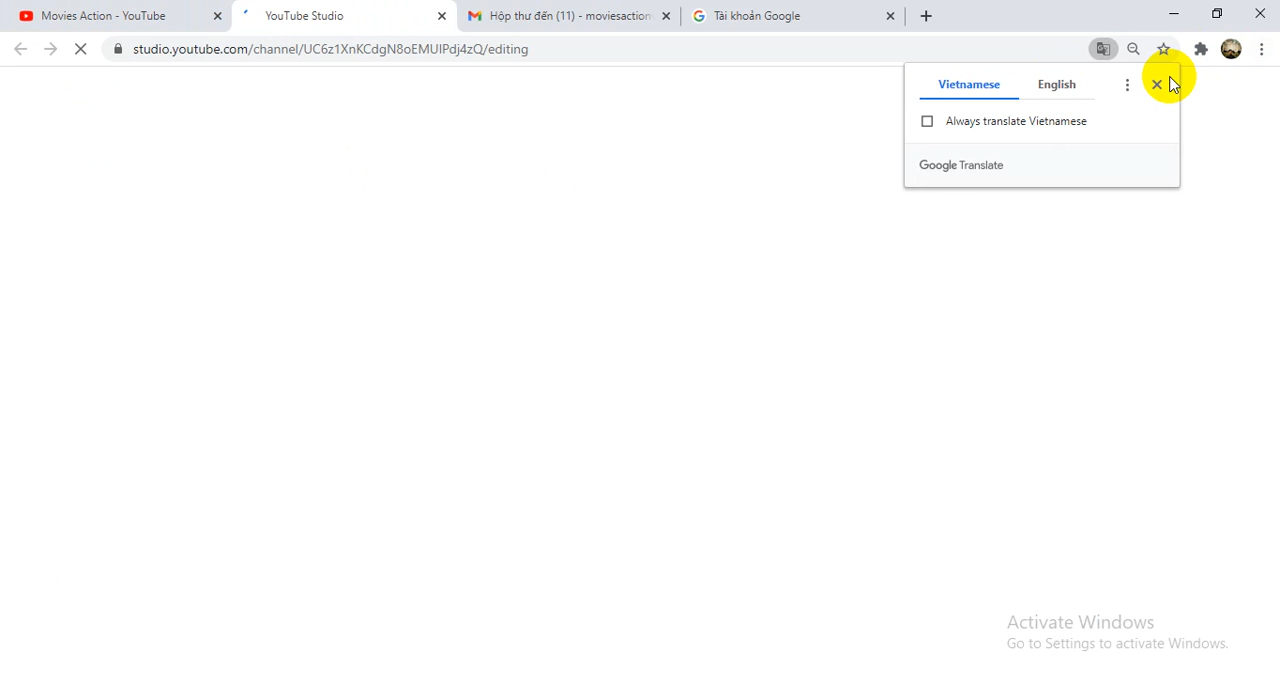 Movies Action - YouTube
YouTube Studio
Hộp thư đến (11) - moviesaction
Tài khoản Google
studio.youtube.com/channel/UC6z1XnKCdgN8oEMUlPdj4zQ/editing
Vietnamese
English
Always translate Vietnamese
Google Translate
Activate Windows
Go to Settings to activate Windows.